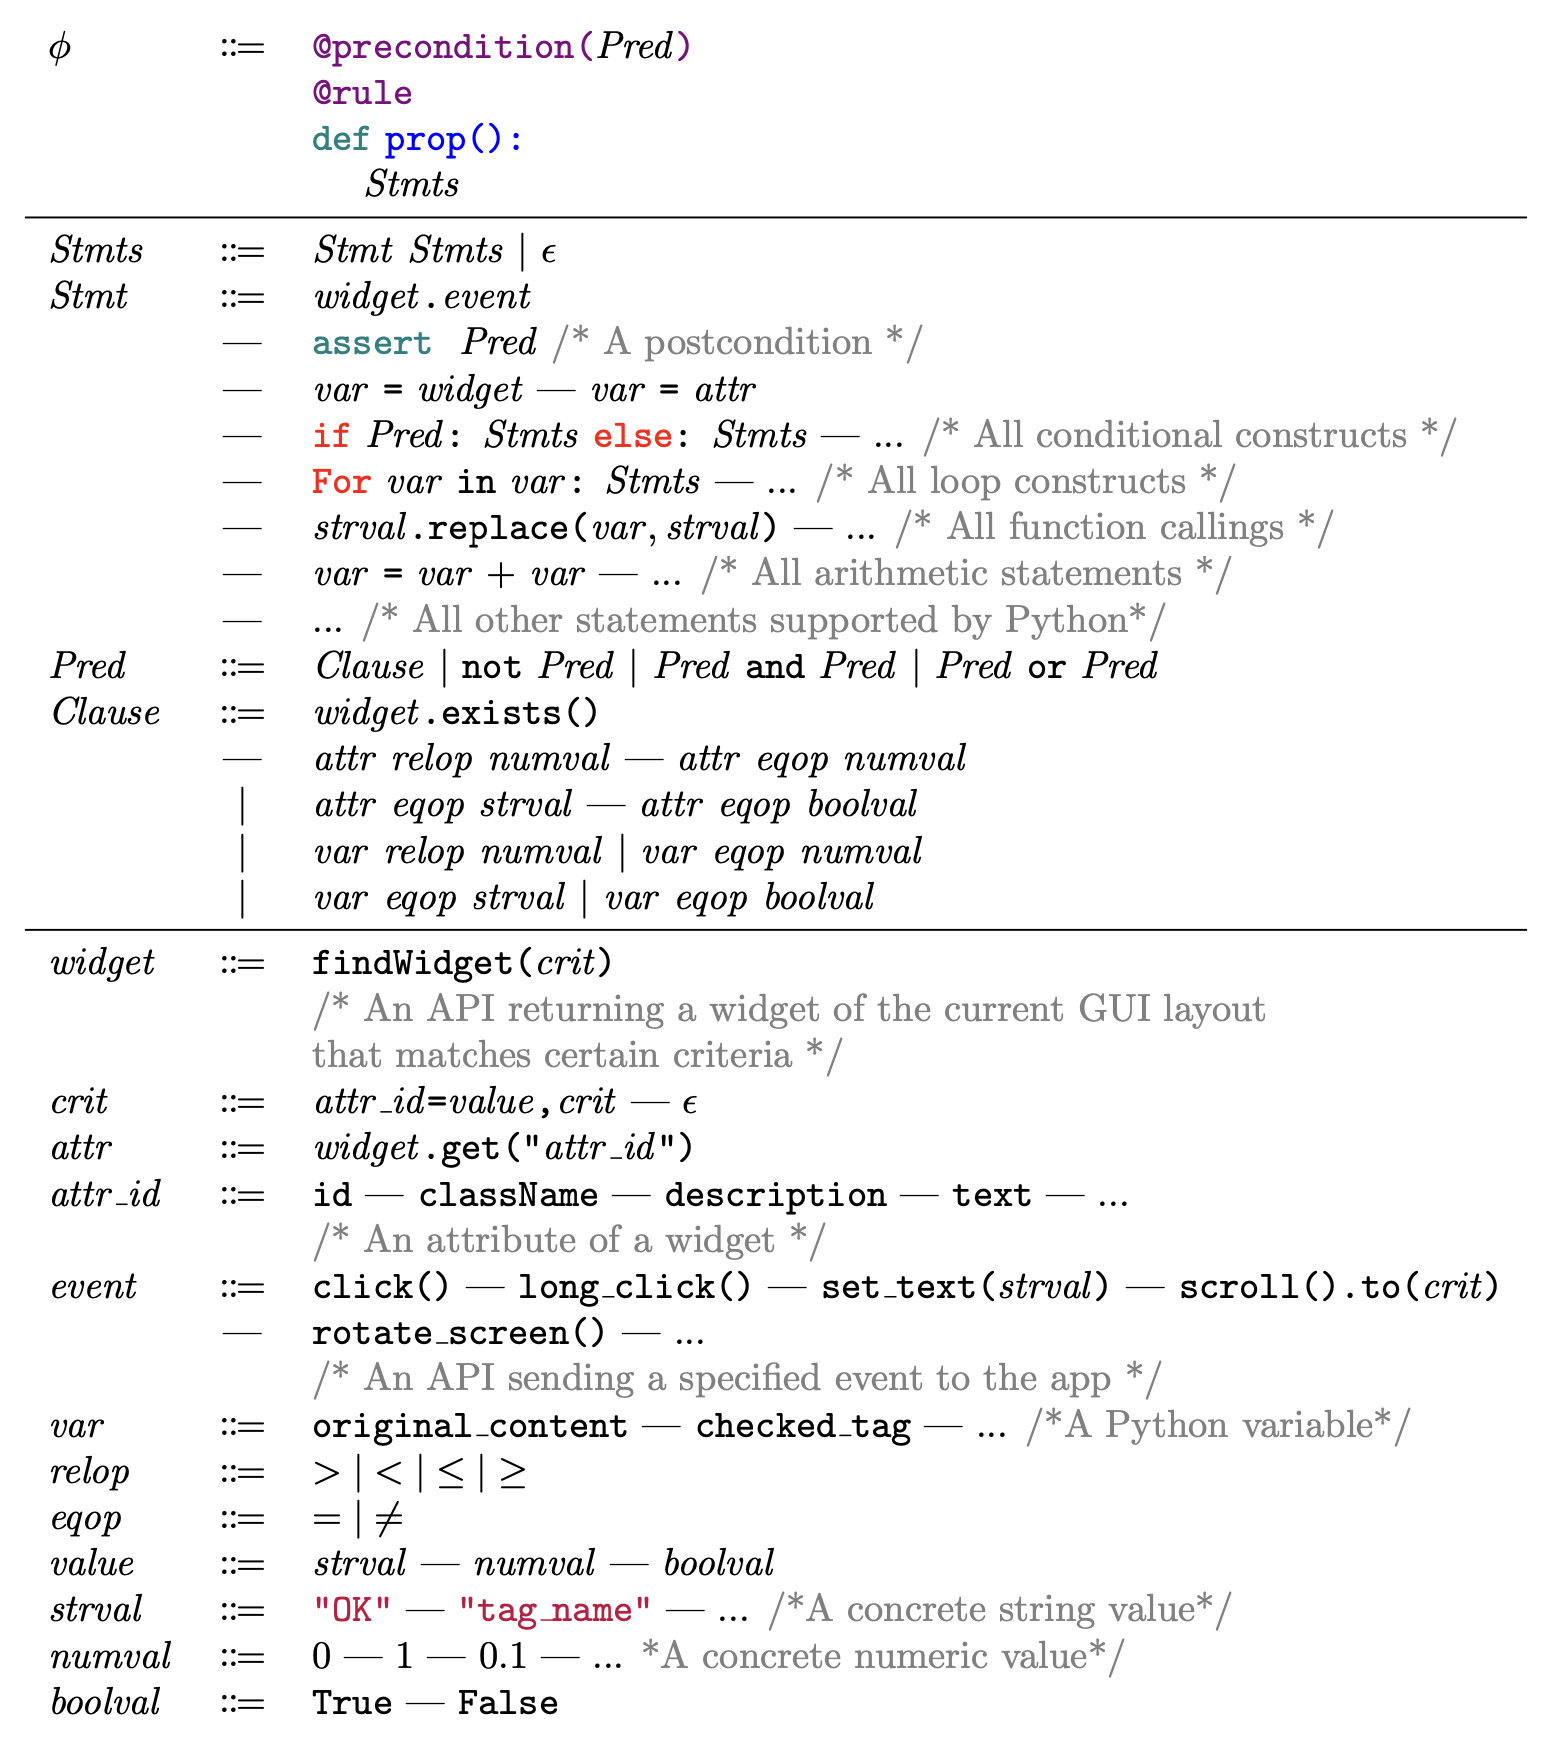 ϕ ::= @precondition(Pred)
@rule
def prop():
Stmts
Stmts ::= Stmt Stmts | ϵ
Stmt ::= widget.event
— assert Pred /* A postcondition */
— var = widget — var = attr
— if Pred: Stmts else: Stmts — ... /* All conditional constructs */
— For var in var: Stmts — ... /* All loop constructs */
— strval.replace(var, strval) — ... /* All function callings */
— var = var + var — ... /* All arithmetic statements */
— ... /* All other statements supported by Python*/
Pred ::= Clause | not Pred | Pred and Pred | Pred or Pred
Clause ::= widget.exists()
— attr relop numval — attr eqop numval
| attr eqop strval — attr eqop boolval
| var relop numval | var eqop numval
| var eqop strval | var eqop boolval
widget ::= findWidget(crit)
/* An API returning a widget of the current GUI layout
that matches certain criteria */
crit ::= attr_id=value,crit — ϵ
attr ::= widget.get("attr_id")
attr_id ::= id — className — description — text — ...
/* An attribute of a widget */
event ::= click() — long_click() — set_text(strval) — scroll().to(crit)
— rotate_screen() — ...
/* An API sending a specified event to the app */
var ::= original_content — checked_tag — ... /*A Python variable*/
relop ::= > | < | ≤ | ≥
eqop ::= = | ≠
value ::= strval — numval — boolval
strval ::= "OK" — "tag_name" — ... /*A concrete string value*/
numval ::= 0 — 1 — 0.1 — ... *A concrete numeric value*/
boolval ::= True — False